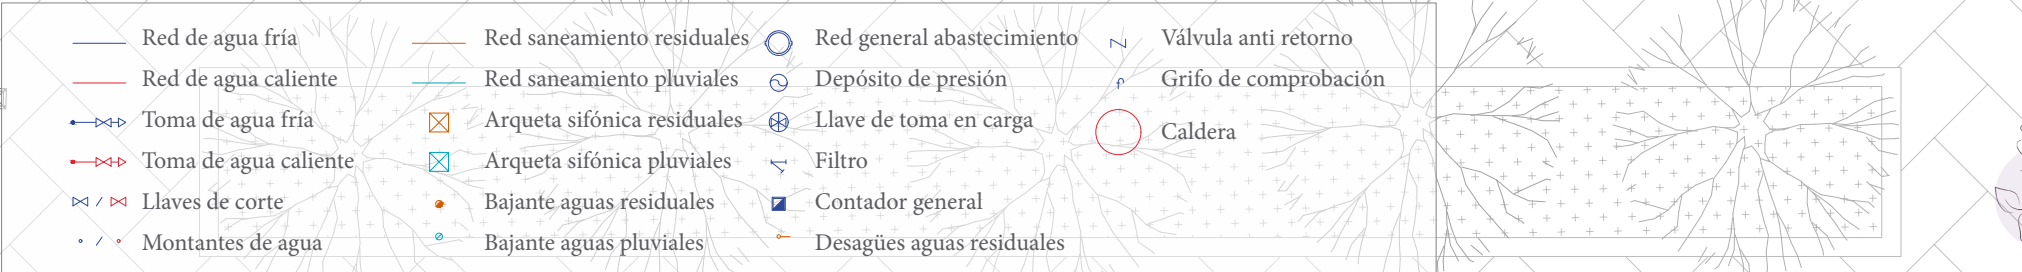 Red de agua fría
Red de agua caliente
Toma de agua fría
Toma de agua caliente
Llaves de corte
Montantes de agua
Red saneamiento residuales
Red saneamiento pluviales
Arqueta sifónica residuales
Arqueta sifónica pluviales
Bajante aguas residuales
Bajante aguas pluviales
Red general abastecimiento
Depósito de presión
Llave de toma en carga
Filtro
Contador general
Desagües aguas residuales
Válvula anti retorno
Grifo de comprobación
Caldera